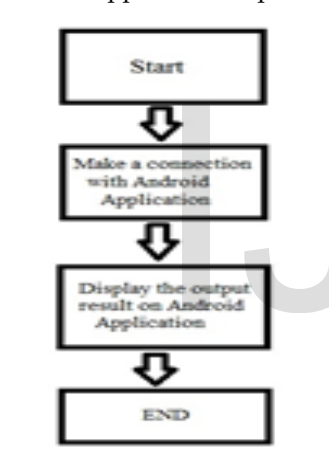 Start
Make a connection
with Android
Application
Display the output
result on Android
Application
END